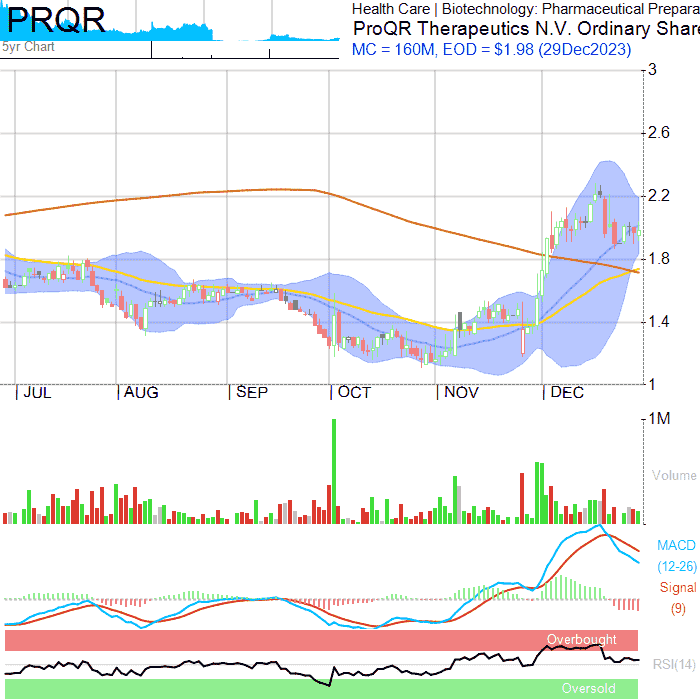 PRQR
5yr Chart
Health Care | Biotechnology: Pharmaceutical Prepara
ProQR Therapeutics N.V. Ordinary Share
MC = 160M, EOD = $1.98 (29Dec2023)
3
2.6
2.2
1.8
1.4
1
JUL AUG SEP OCT NOV DEC
1M
Volume
MACD
(12-26)
Signal
(9)
Overbought
RSI(14)
Oversold